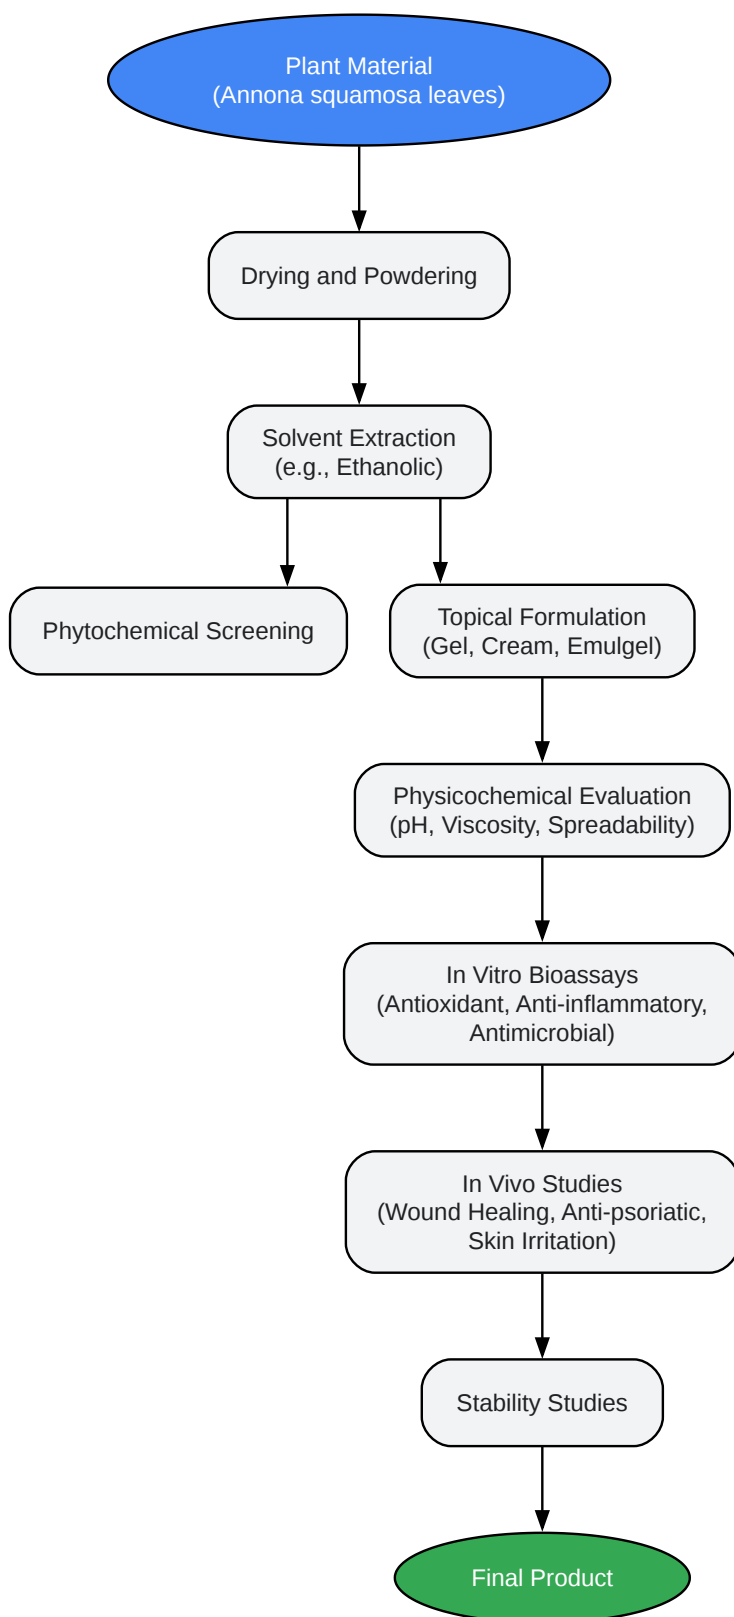 Plant Material
(Annona squamosa leaves)
Drying and Powdering
Solvent Extraction
(e.g., Ethanolic)
Phytochemical Screening
Topical Formulation
(Gel, Cream, Emulgel)
Physicochemical Evaluation
(pH, Viscosity, Spreadability)
In Vitro Bioassays
(Antioxidant, Anti-inflammatory,
Antimicrobial)
In Vivo Studies
(Wound Healing, Anti-psoriatic,
Skin Irritation)
Stability Studies
Final Product